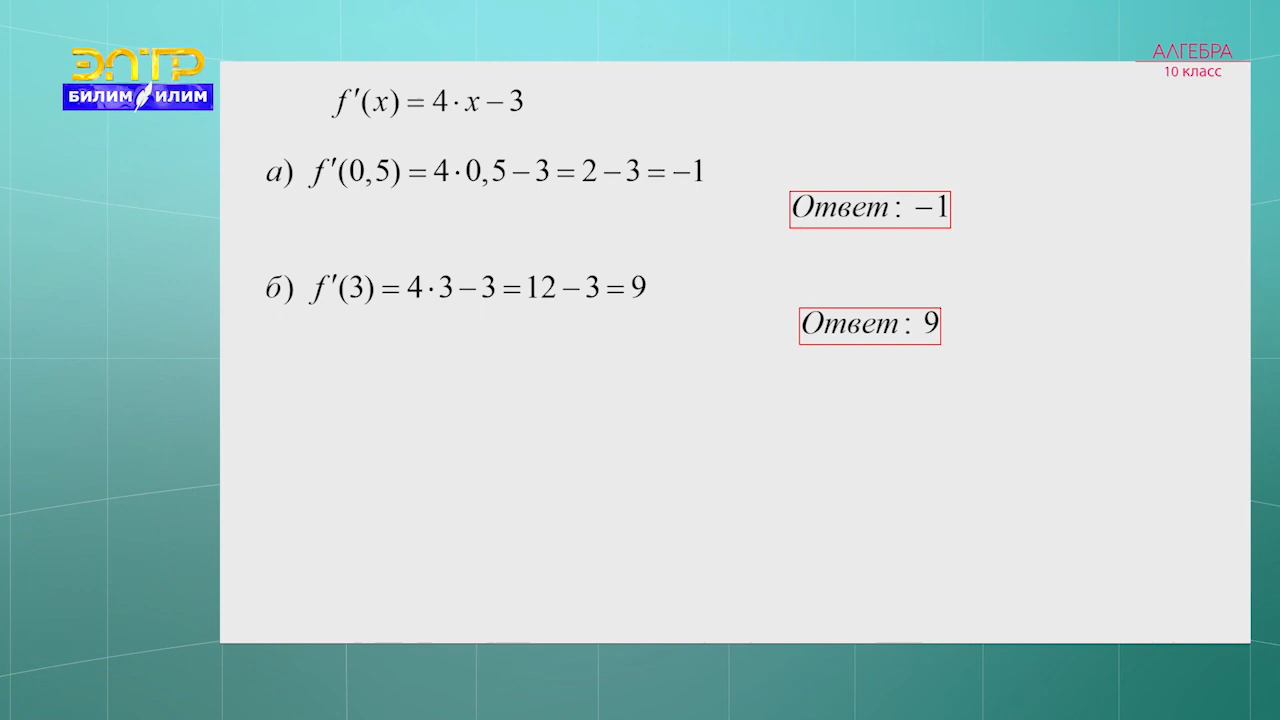 ЭЛТР
БИЛИМ ИЛИМ
АЛГЕБРА
10 класс
f′(x) = 4 · x − 3
а) f′(0,5) = 4 · 0,5 − 3 = 2 − 3 = −1
Ответ: −1
б) f′(3) = 4 · 3 − 3 = 12 − 3 = 9
Ответ: 9